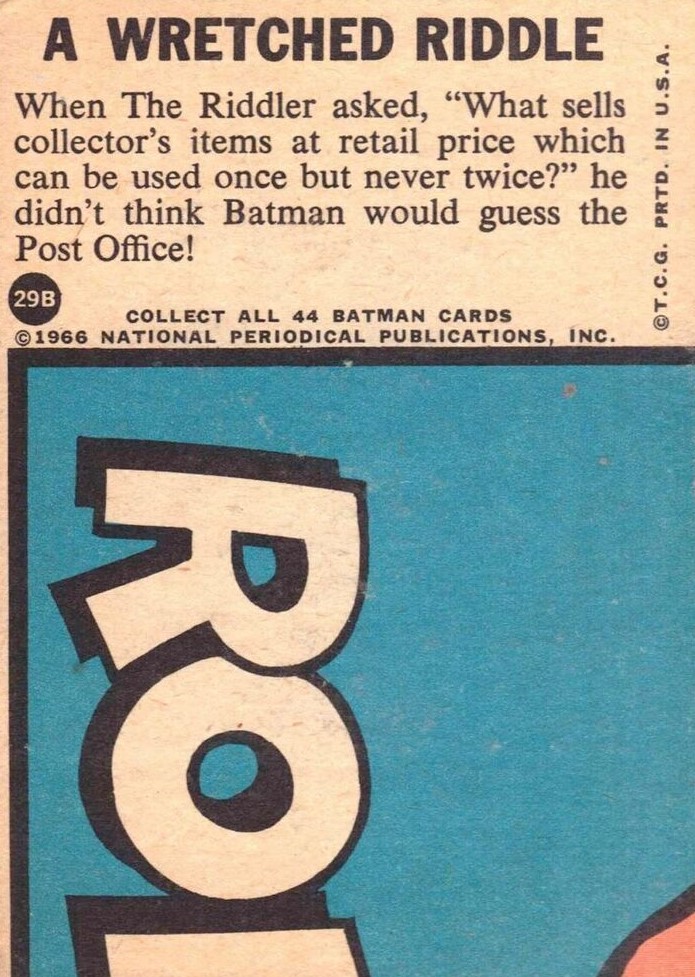 A WRETCHED RIDDLE
When The Riddler asked, “What sells
collector’s items at retail price which
can be used once but never twice?” he
didn’t think Batman would guess the
Post Office!
29B
COLLECT ALL 44 BATMAN CARDS
©1966 NATIONAL PERIODICAL PUBLICATIONS, INC.
©T.C.G. PRTD. IN U.S.A.
RO